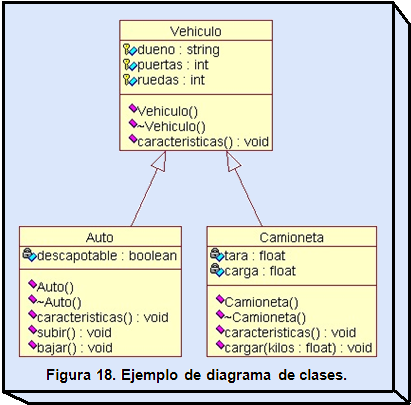 Vehiculo
dueno : string
puertas : int
ruedas : int
Vehiculo()
~Vehiculo()
caracteristicas() : void
Auto
descapotable : boolean
Auto()
~Auto()
caracteristicas() : void
subir() : void
bajar() : void
Camioneta
tara : float
carga : float
Camioneta()
~Camioneta()
caracteristicas() : void
cargar(kilos : float) : void
Figura 18. Ejemplo de diagrama de clases.